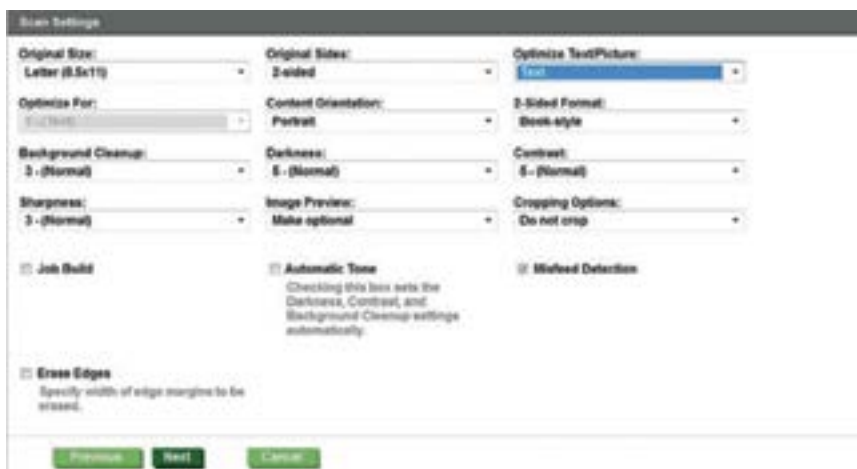 Scan Settings
Original Size: Original Sides: Optimize Text/Picture:
Letter (8.5x11) 2-sided Text
Optimize For: Content Orientation: 2-Sided Format:
Portrait Book-style
Background Cleanup: Darkness: Contrast:
3 - (Normal) 5 - (Normal) 5 - (Normal)
Sharpness: Image Preview: Cropping Options:
3 - (Normal) Make optional Do not crop
Job Build Automatic Tone Misfeed Detection
Checking this box sets the
Darkness, Contrast, and
Background Cleanup settings
automatically.
Erase Edges
Specify width of edge margins to be
erased.
Previous Next Cancel